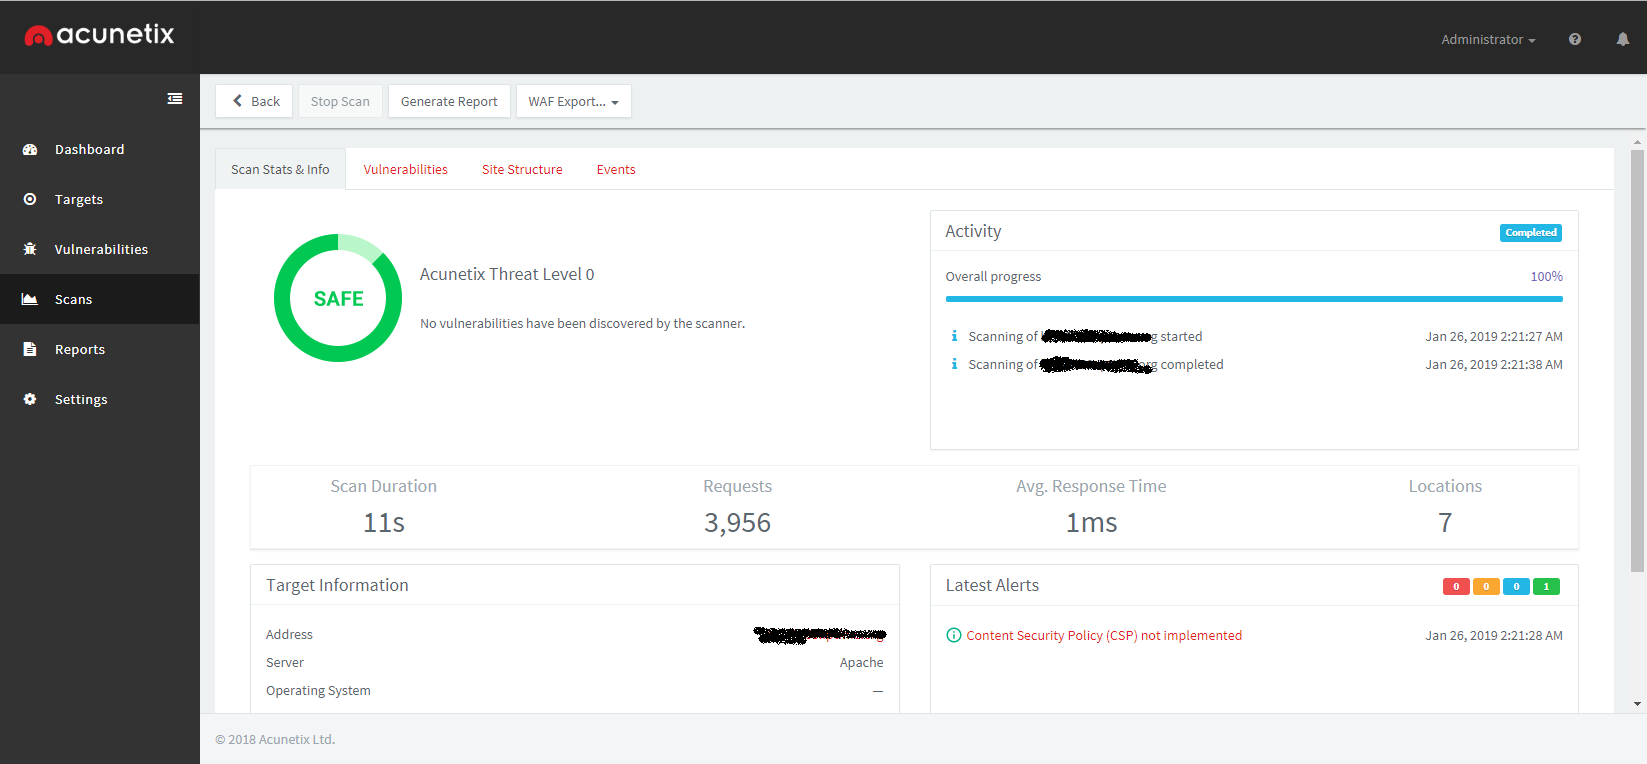 acunetix
Administrator
Back
Stop Scan
Generate Report
WAF Export...
Dashboard
Targets
Vulnerabilities
Scans
Reports
Settings
Scan Stats & Info
Vulnerabilities
Site Structure
Events
SAFE
Acunetix Threat Level 0
No vulnerabilities have been discovered by the scanner.
Activity
Completed
Overall progress 100%
Scanning of g started Jan 26, 2019 2:21:27 AM
Scanning of org completed Jan 26, 2019 2:21:38 AM
Scan Duration
11s
Requests
3,956
Avg. Response Time
1ms
Locations
7
Target Information
Address
Server Apache
Operating System —
Latest Alerts 0 0 0 1
Content Security Policy (CSP) not implemented Jan 26, 2019 2:21:28 AM
© 2018 Acunetix Ltd.